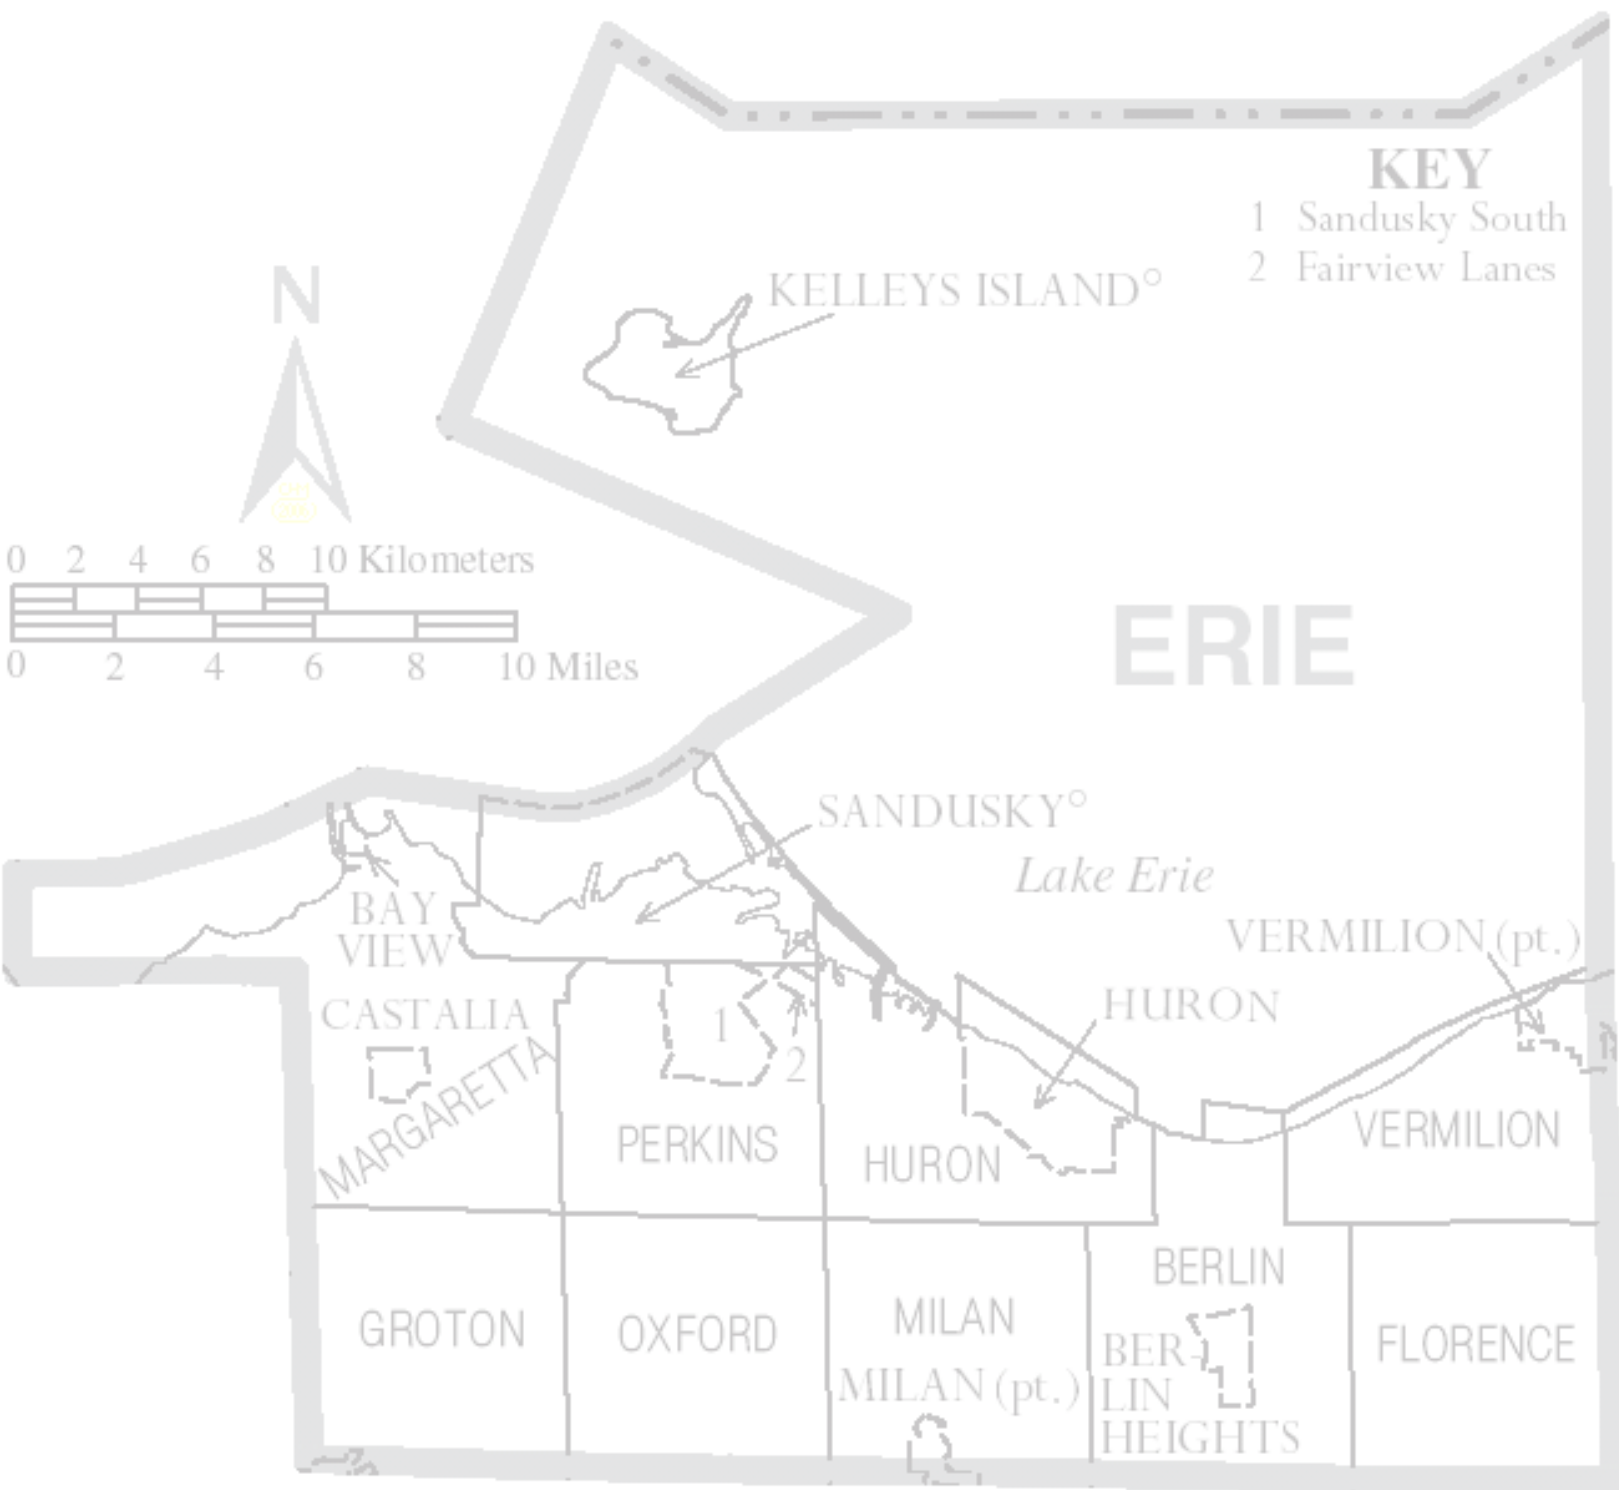 KEY
1 Sandusky South
2 Fairview Lanes
KELLEYS ISLAND°
N
0 2 4 6 8 10 Kilometers
0 2 4 6 8 10 Miles
ERIE
SANDUSKY°
Lake Erie
BAY
VIEW
VERMILION (pt.)
CASTALIA
HURON
1
2
MARGARETTA
PERKINS
HURON
VERMILION
GROTON
OXFORD
MILAN
MILAN (pt.)
BERLIN
BER-
LIN
HEIGHTS
FLORENCE